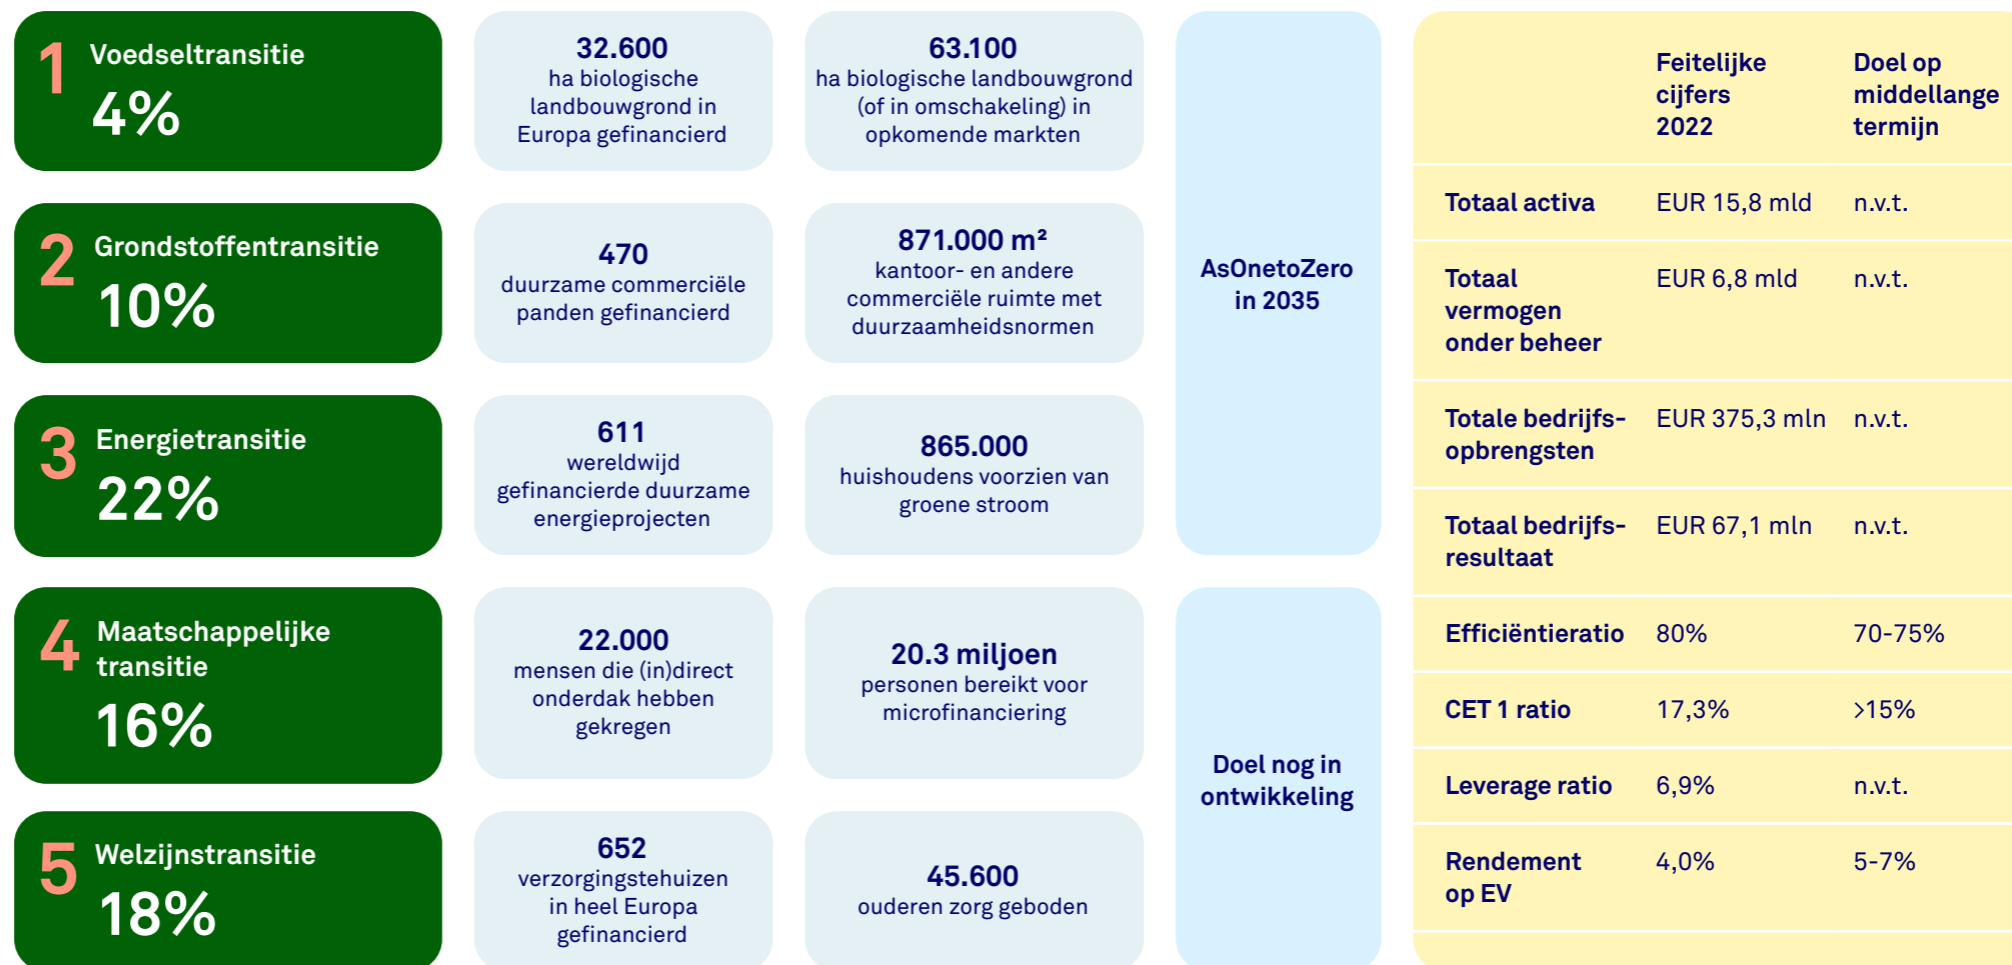 1 Voedseltransitie
4%
32.600
ha biologische
landbouwgrond in
Europa gefinancierd
63.100
ha biologische landbouwgrond
(of in omschakeling) in
opkomende markten
2 Grondstoffentransitie
10%
470
duurzame commerciële
panden gefinancierd
871.000 m²
kantoor- en andere
commerciële ruimte met
duurzaamheidsnormen
3 Energietransitie
22%
611
wereldwijd
gefinancierde duurzame
energieprojecten
865.000
huishoudens voorzien van
groene stroom
AsOnetoZero
in 2035
4 Maatschappelijke
transitie
16%
22.000
mensen die (in)direct
onderdak hebben
gekregen
20.3 miljoen
personen bereikt voor
microfinanciering
5 Welzijnstransitie
18%
652
verzorgingstehuizen
in heel Europa
gefinancierd
45.600
ouderen zorg geboden
Doel nog in
ontwikkeling
Feitelijke
cijfers
2022
Doel op
middellange
termijn
Totaal activa EUR 15,8 mld n.v.t.
Totaal EUR 6,8 mld n.v.t.
vermogen
onder beheer
Totale bedrijfs- EUR 375,3 mln n.v.t.
opbrengsten
Totaal bedrijfs- EUR 67,1 mln n.v.t.
resultaat
Efficiëntieratio 80% 70-75%
CET 1 ratio 17,3% >15%
Leverage ratio 6,9% n.v.t.
Rendement 4,0% 5-7%
op EV